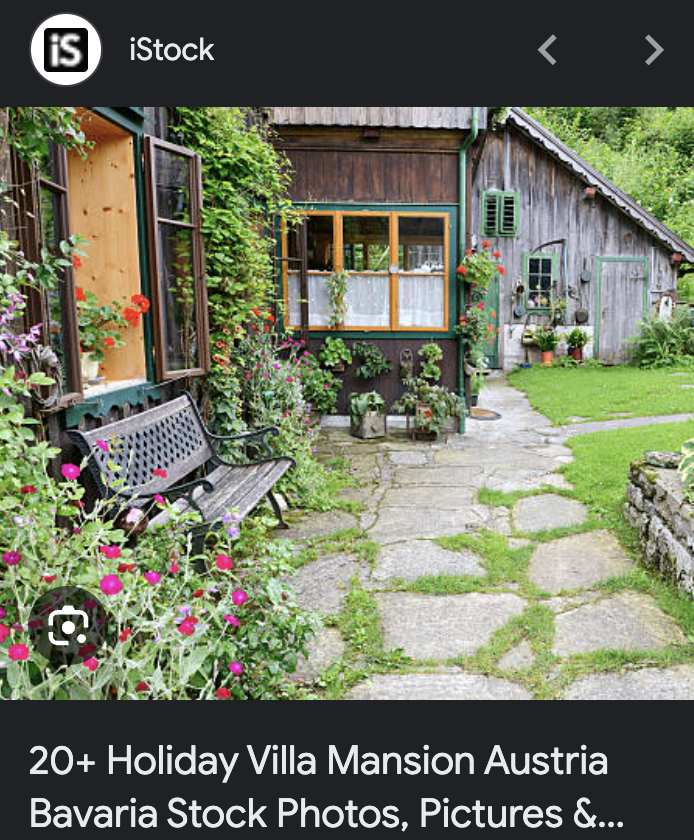 iS
iStock
20+ Holiday Villa Mansion Austria
Bavaria Stock Photos, Pictures &...